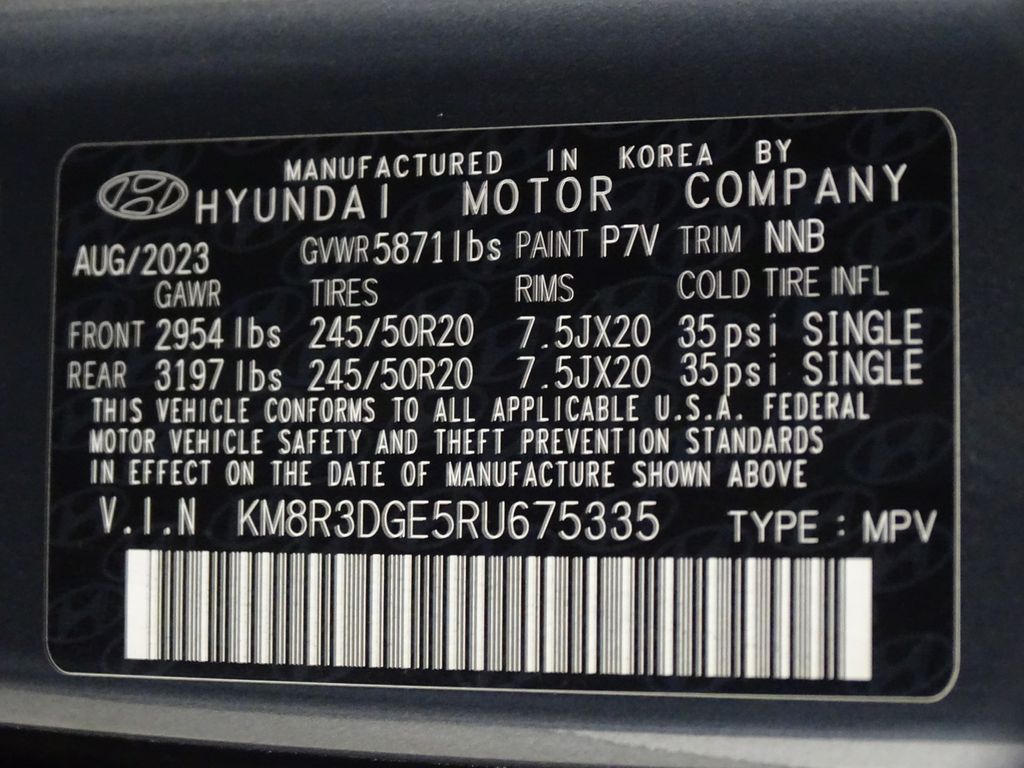 MANUFACTURED IN KOREA BY
HYUNDAI MOTOR COMPANY
AUG/2023 GVWR 5871 lbs PAINT P7V TRIM NNB
GAWR TIRES RIMS COLD TIRE INFL
FRONT 2954 lbs 245/50R20 7.5JX20 35psi SINGLE
REAR 3197 lbs 245/50R20 7.5JX20 35psi SINGLE
THIS VEHICLE CONFORMS TO ALL APPLICABLE U.S.A. FEDERAL
MOTOR VEHICLE SAFETY AND THEFT PREVENTION STANDARDS
IN EFFECT ON THE DATE OF MANUFACTURE SHOWN ABOVE
V.I.N KM8R3DGE5RU675335 TYPE : MPV